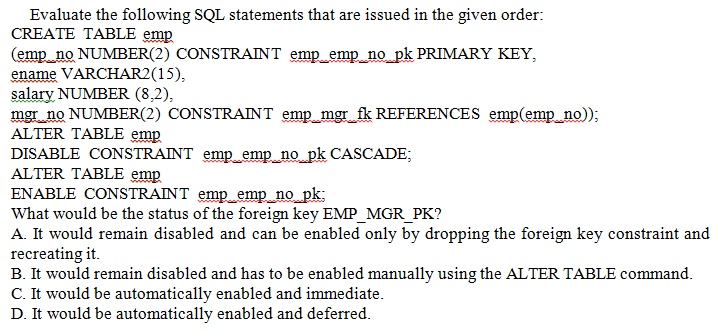 Evaluate the following SQL statements that are issued in the given order:
CREATE TABLE emp
(emp_no NUMBER(2) CONSTRAINT emp_emp_no_pk PRIMARY KEY,
ename VARCHAR2(15),
salary NUMBER (8,2),
mgr_no NUMBER(2) CONSTRAINT emp_mgr_fk REFERENCES emp(emp_no));
ALTER TABLE emp
DISABLE CONSTRAINT emp_emp_no_pk CASCADE;
ALTER TABLE emp
ENABLE CONSTRAINT emp_emp_no_pk;
What would be the status of the foreign key EMP_MGR_PK?
A. It would remain disabled and can be enabled only by dropping the foreign key constraint and
recreating it.
B. It would remain disabled and has to be enabled manually using the ALTER TABLE command.
C. It would be automatically enabled and immediate.
D. It would be automatically enabled and deferred.